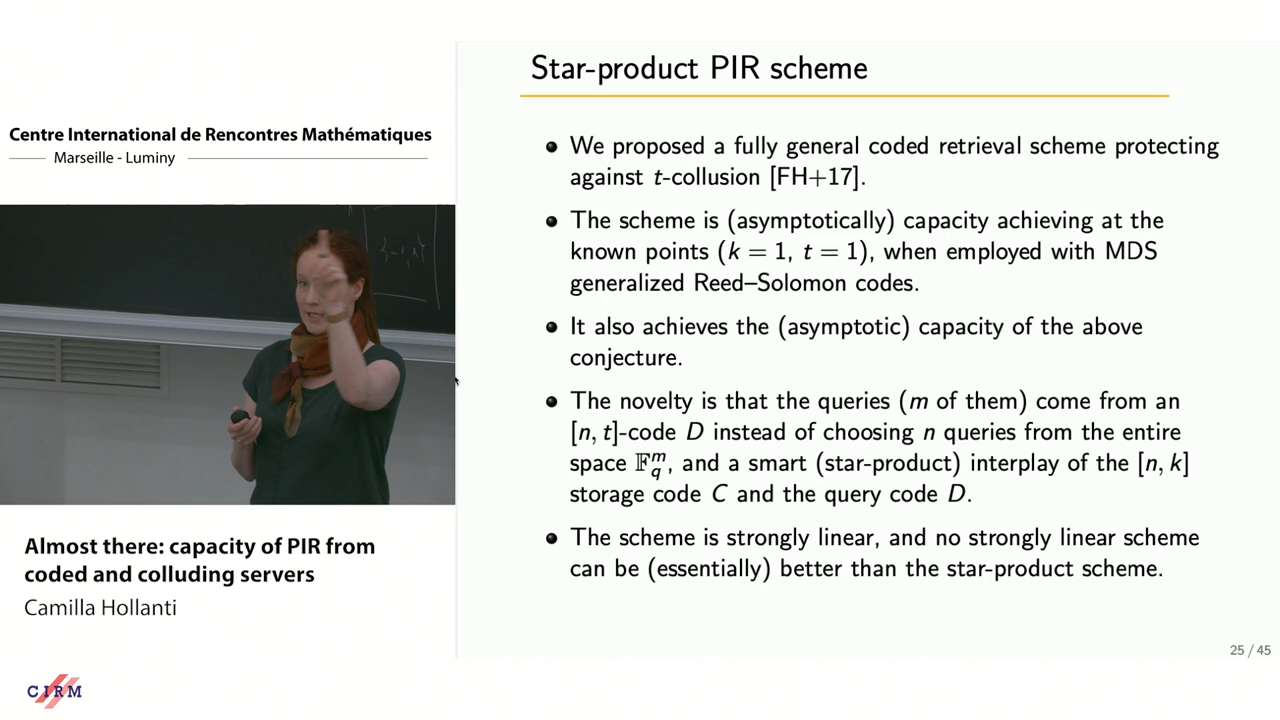 Centre International de Rencontres Mathématiques
Marseille - Luminy
Almost there: capacity of PIR from
coded and colluding servers
Camilla Hollanti
CIRM
Star-product PIR scheme
• We proposed a fully general coded retrieval scheme protecting
against t-collusion [FH+17].
• The scheme is (asymptotically) capacity achieving at the
known points (k = 1, t = 1), when employed with MDS
generalized Reed–Solomon codes.
• It also achieves the (asymptotic) capacity of the above
conjecture.
• The novelty is that the queries (m of them) come from an
[n, t]-code D instead of choosing n queries from the entire
space 𝔽_q^m, and a smart (star-product) interplay of the [n, k]
storage code C and the query code D.
• The scheme is strongly linear, and no strongly linear scheme
can be (essentially) better than the star-product scheme.
25 / 45